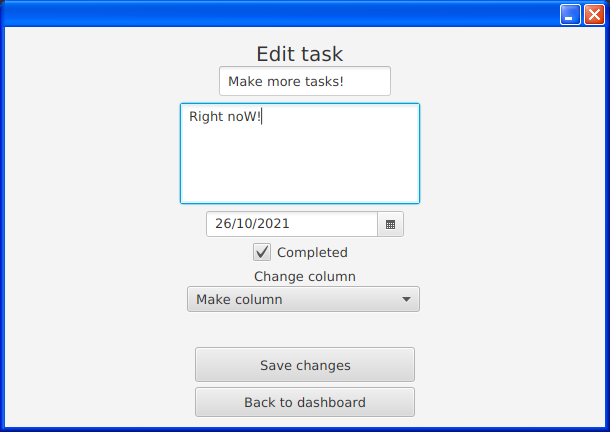 Edit task
Make more tasks!
Right noW!
26/10/2021
Completed
Change column
Make column
Save changes
Back to dashboard